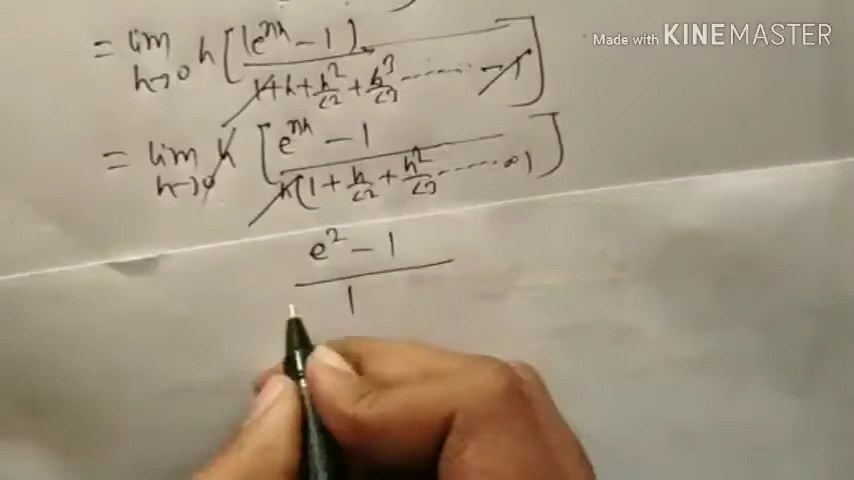 Made with KINEMASTER
= lim h→0 h [ (e^nh - 1) / 1 + h + h²/∠2 + h³/∠3 ------- - 1 ]
= lim h→0 h [ e^nh - 1 / h(1 + h/∠2 + h²/∠3 ------ ∞) ]
e² - 1
1